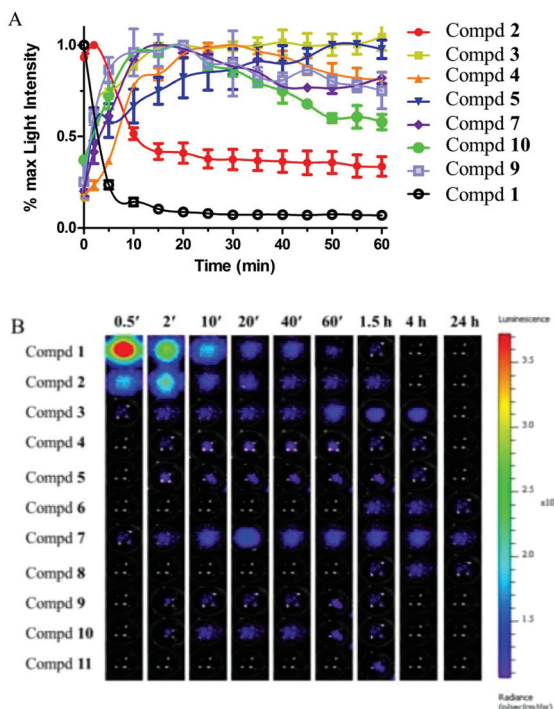 A
% max Light Intensity
1.0
0.5
0.0
0 10 20 30 40 50 60
Time (min)
Compd 2
Compd 3
Compd 4
Compd 5
Compd 7
Compd 10
Compd 9
Compd 1
B
0.5′ 2′ 10′ 20′ 40′ 60′ 1.5 h 4 h 24 h
Compd 1
Compd 2
Compd 3
Compd 4
Compd 5
Compd 6
Compd 7
Compd 8
Compd 9
Compd 10
Compd 11
Luminescence
3.5
3.0
2.5
x10
2.0
1.5
Radiance